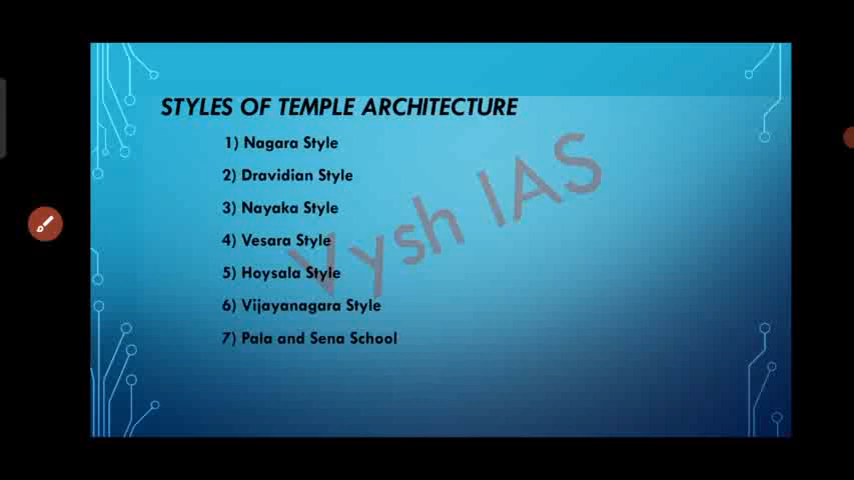 STYLES OF TEMPLE ARCHITECTURE
1) Nagara Style
2) Dravidian Style
3) Nayaka Style
4) Vesara Style
5) Hoysala Style
6) Vijayanagara Style
7) Pala and Sena School
Vysh IAS